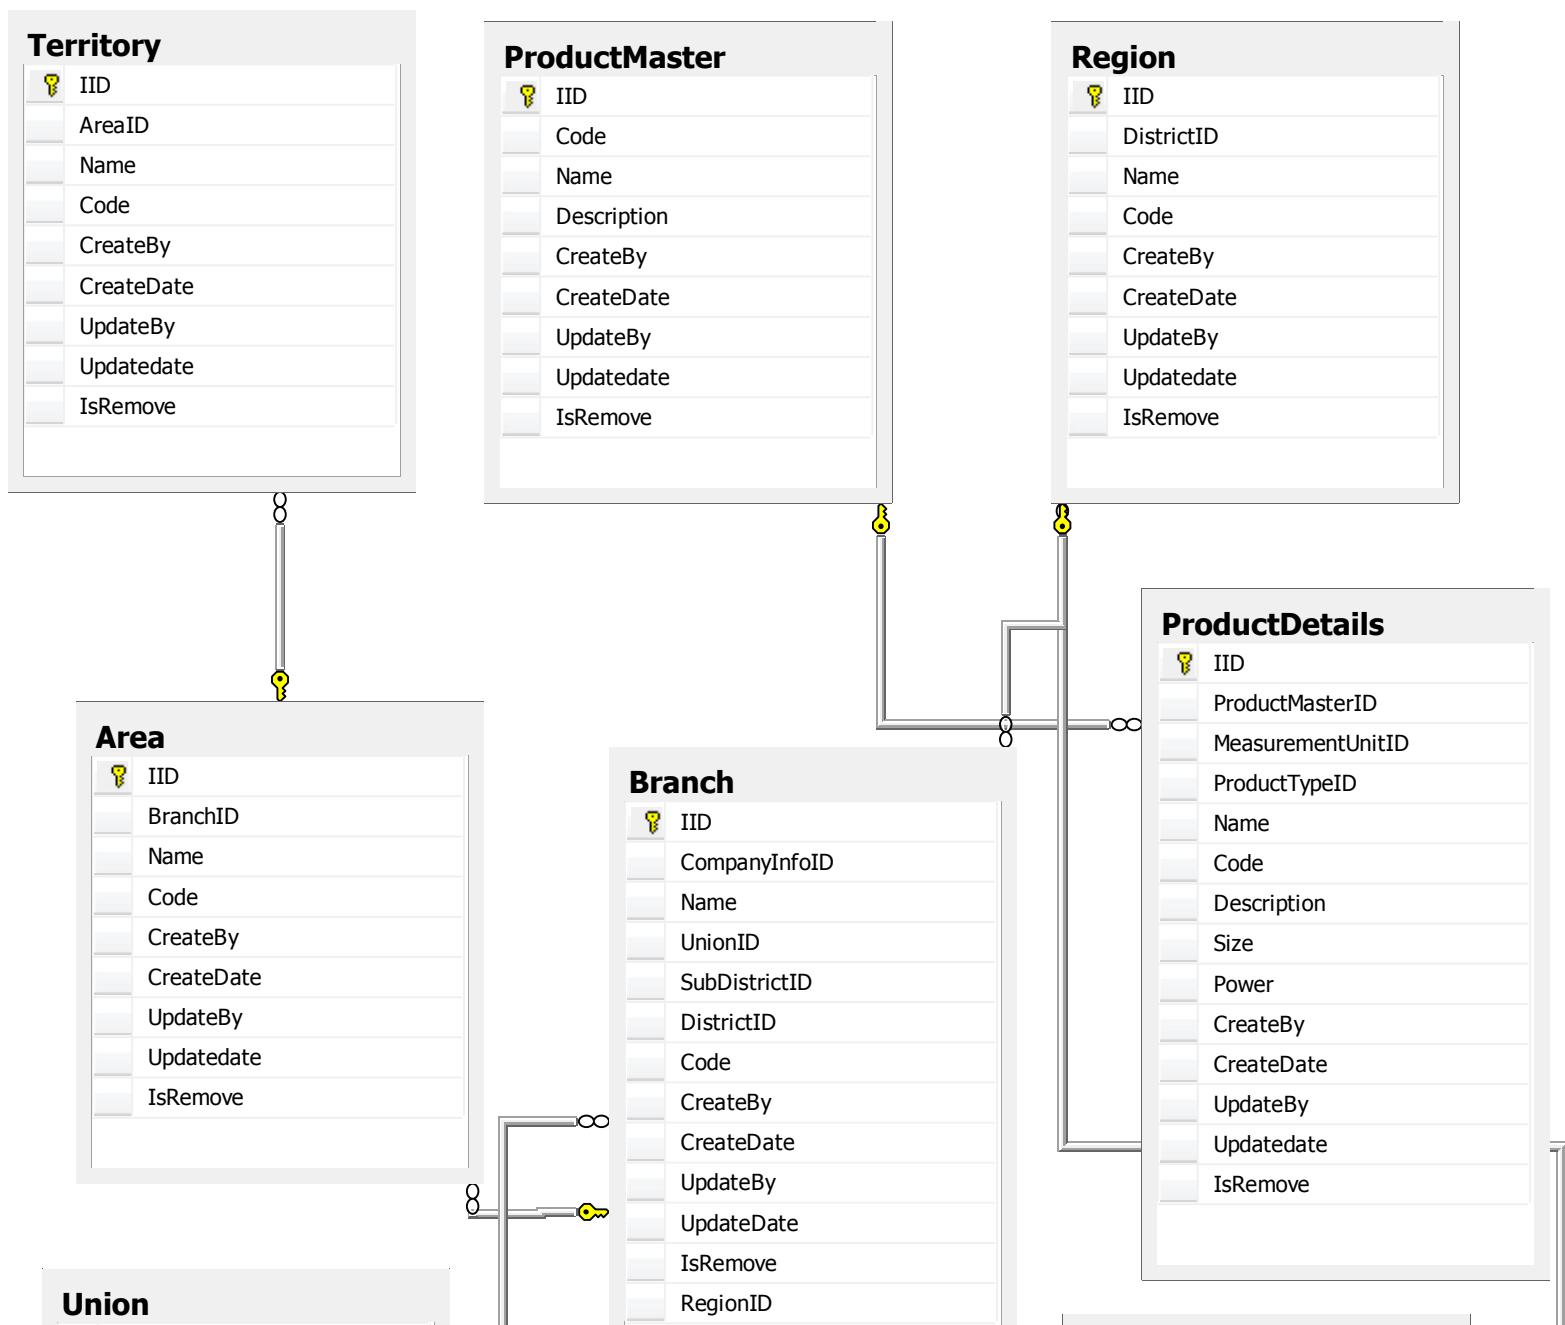 Territory
IID
AreaID
Name
Code
CreateBy
CreateDate
UpdateBy
Updatedate
IsRemove
ProductMaster
IID
Code
Name
Description
CreateBy
CreateDate
UpdateBy
Updatedate
IsRemove
Region
IID
DistrictID
Name
Code
CreateBy
CreateDate
UpdateBy
Updatedate
IsRemove
ProductDetails
IID
ProductMasterID
MeasurementUnitID
ProductTypeID
Name
Code
Description
Size
Power
CreateBy
CreateDate
UpdateBy
Updatedate
IsRemove
Area
IID
BranchID
Name
Code
CreateBy
CreateDate
UpdateBy
Updatedate
IsRemove
Branch
IID
CompanyInfoID
Name
UnionID
SubDistrictID
DistrictID
Code
CreateBy
CreateDate
UpdateBy
UpdateDate
IsRemove
RegionID
Union